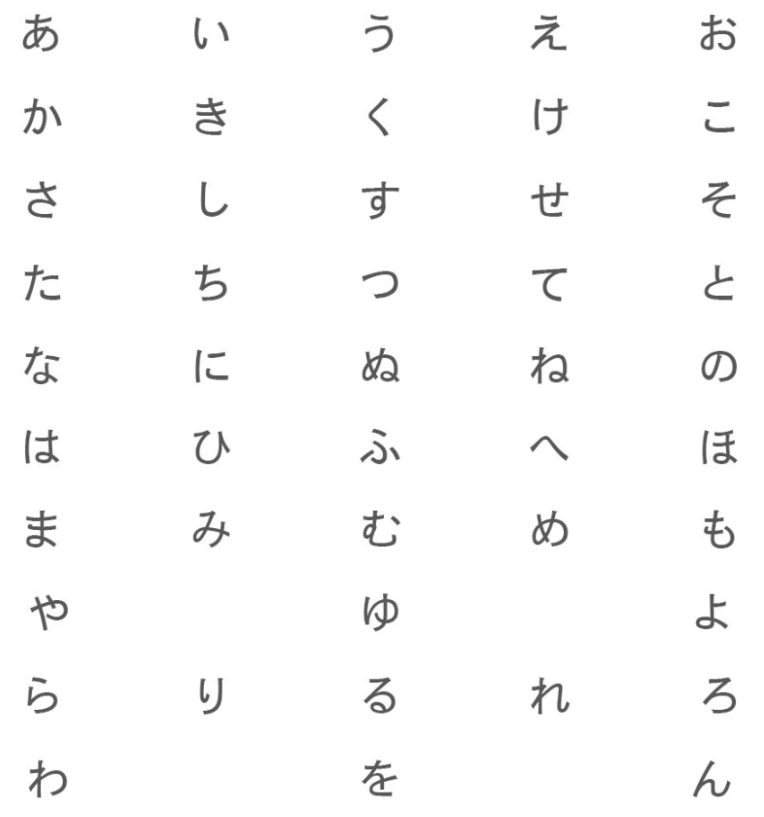 あ い う え お
か き く け こ
さ し す せ そ
た ち つ て と
な に ぬ ね の
は ひ ふ へ ほ
ま み む め も
や ゆ よ
ら り る れ ろ
わ を ん